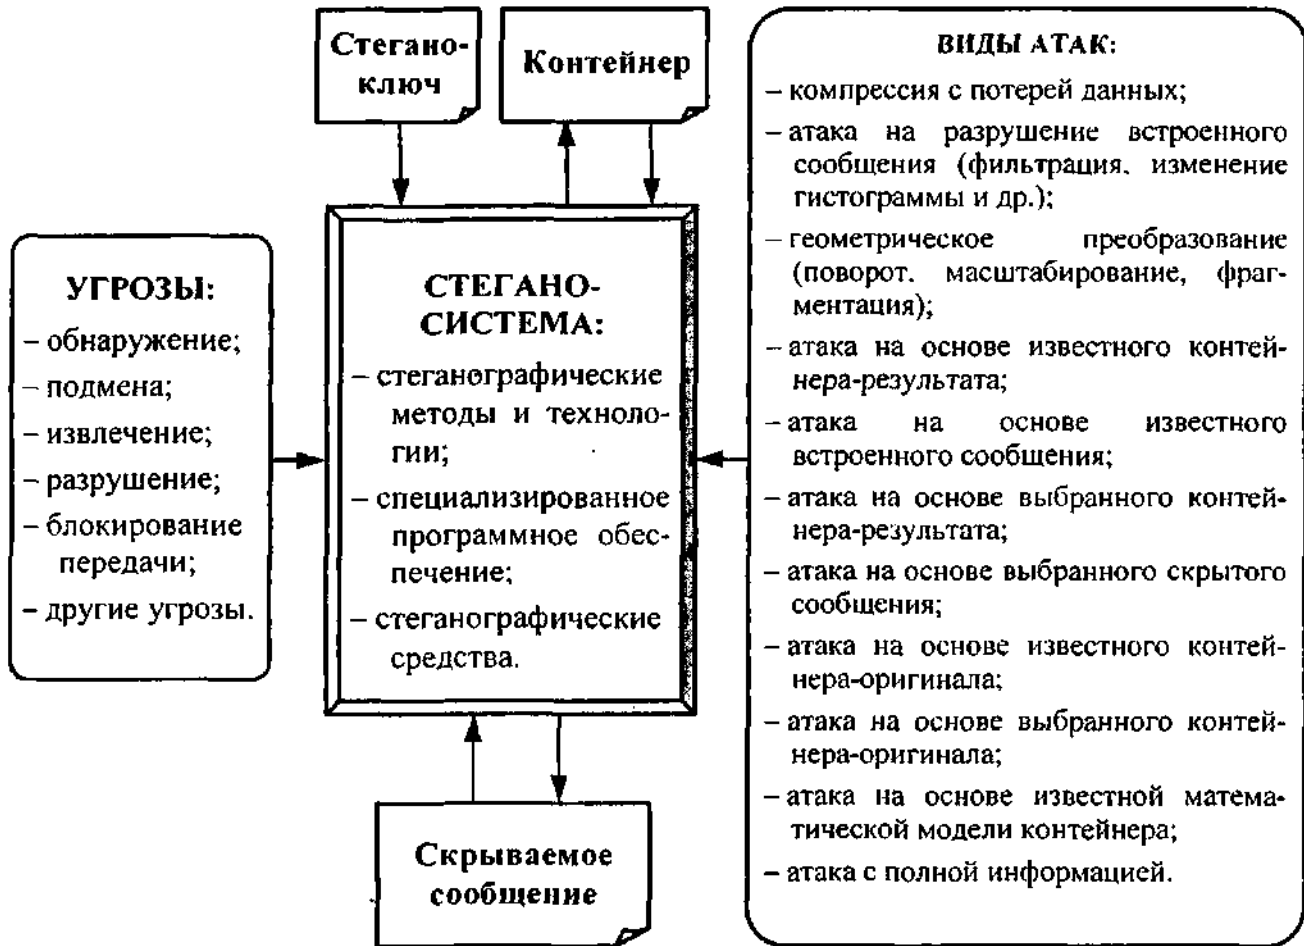 Стегано-
ключ
Контейнер
УГРОЗЫ:
– обнаружение;
– подмена;
– извлечение;
– разрушение;
– блокирование
передачи;
– другие угрозы.
СТЕГАНО-
СИСТЕМА:
– стеганографические
методы и техноло-
гии;
– специализированное
программное обес-
печение;
– стеганографические
средства.
Скрываемое
сообщение
ВИДЫ АТАК:
– компрессия с потерей данных;
– атака на разрушение встроенного
сообщения (фильтрация, изменение
гистограммы и др.);
– геометрическое преобразование
(поворот, масштабирование, фраг-
ментация);
– атака на основе известного контей-
нера-результата;
– атака на основе известного
встроенного сообщения;
– атака на основе выбранного контей-
нера-результата;
– атака на основе выбранного скрытого
сообщения;
– атака на основе известного контей-
нера-оригинала;
– атака на основе выбранного контей-
нера-оригинала;
– атака на основе известной матема-
тической модели контейнера;
– атака с полной информацией.